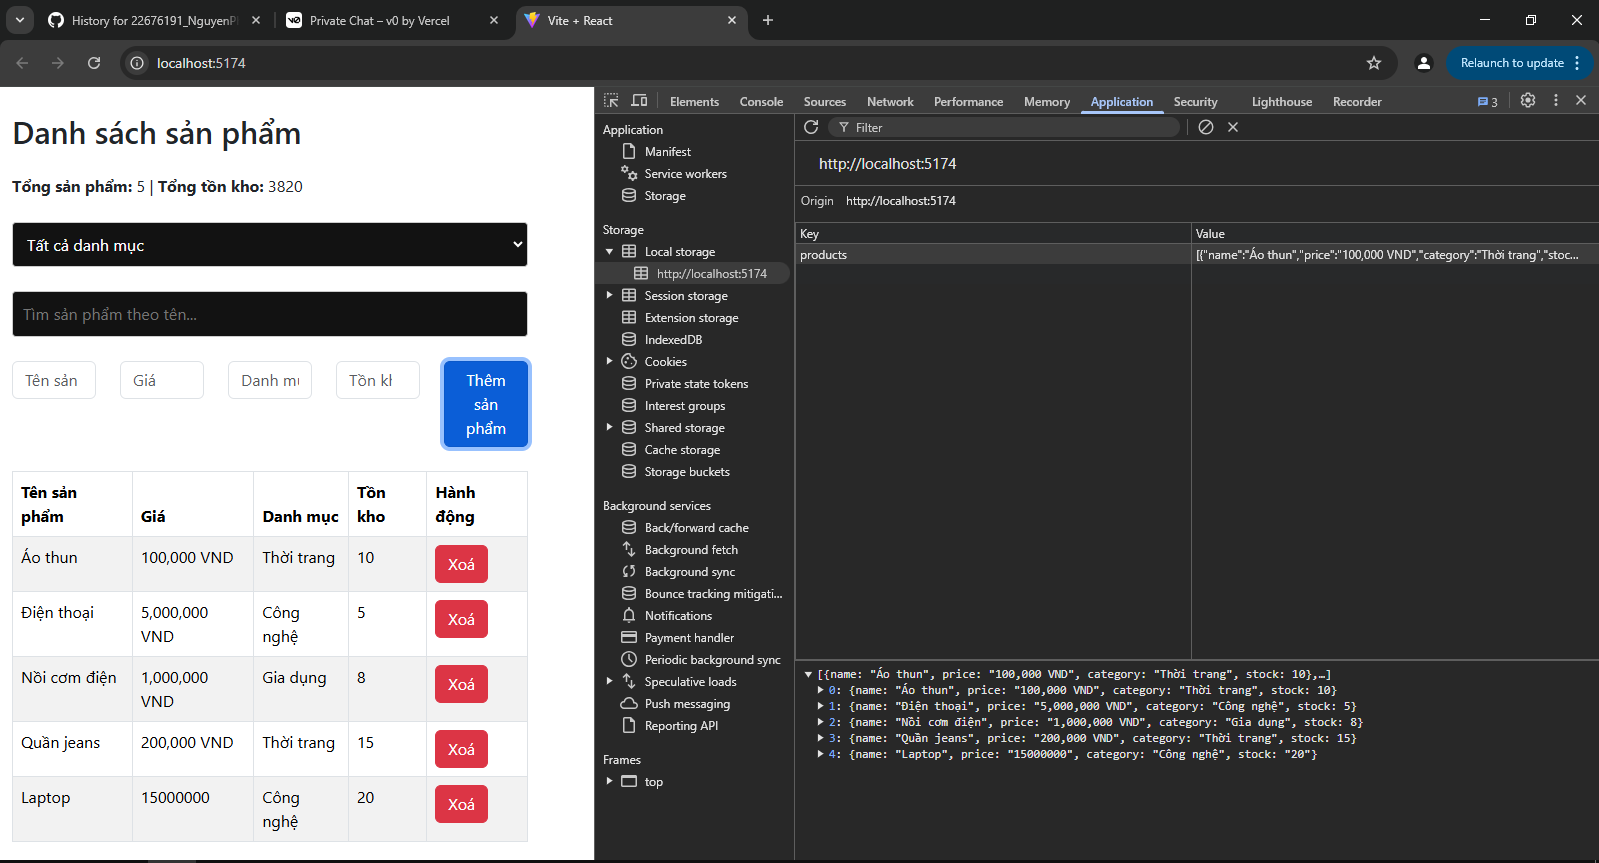 History for 22676191_NguyenPh
Private Chat – v0 by Vercel
Vite + React
localhost:5174
Relaunch to update
Danh sách sản phẩm
Tổng sản phẩm: 5 | Tổng tồn kho: 3820
Tất cả danh mục
Tìm sản phẩm theo tên...
Tên sản
Giá
Danh mụ
Tồn kh
Thêm
sản
phẩm
Tên sản
phẩm
Giá
Danh mục
Tồn
kho
Hành
động
Áo thun
100,000 VND
Thời trang
10
Xoá
Điện thoại
5,000,000
VND
Công
nghệ
5
Xoá
Nồi cơm điện
1,000,000
VND
Gia dụng
8
Xoá
Quần jeans
200,000 VND
Thời trang
15
Xoá
Laptop
15000000
Công
nghệ
20
Xoá
Elements
Console
Sources
Network
Performance
Memory
Application
Security
Lighthouse
Recorder
3
Application
Manifest
Service workers
Storage
Storage
Local storage
http://localhost:5174
Session storage
Extension storage
IndexedDB
Cookies
Private state tokens
Interest groups
Shared storage
Cache storage
Storage buckets
Background services
Back/forward cache
Background fetch
Background sync
Bounce tracking mitigati...
Notifications
Payment handler
Periodic background sync
Speculative loads
Push messaging
Reporting API
Frames
top
Filter
http://localhost:5174
Origin http://localhost:5174
Key
Value
products
[{"name":"Áo thun","price":"100,000 VND","category":"Thời trang","stoc...
[{name: "Áo thun", price: "100,000 VND", category: "Thời trang", stock: 10},…]
0: {name: "Áo thun", price: "100,000 VND", category: "Thời trang", stock: 10}
1: {name: "Điện thoại", price: "5,000,000 VND", category: "Công nghệ", stock: 5}
2: {name: "Nồi cơm điện", price: "1,000,000 VND", category: "Gia dụng", stock: 8}
3: {name: "Quần jeans", price: "200,000 VND", category: "Thời trang", stock: 15}
4: {name: "Laptop", price: "15000000", category: "Công nghệ", stock: "20"}